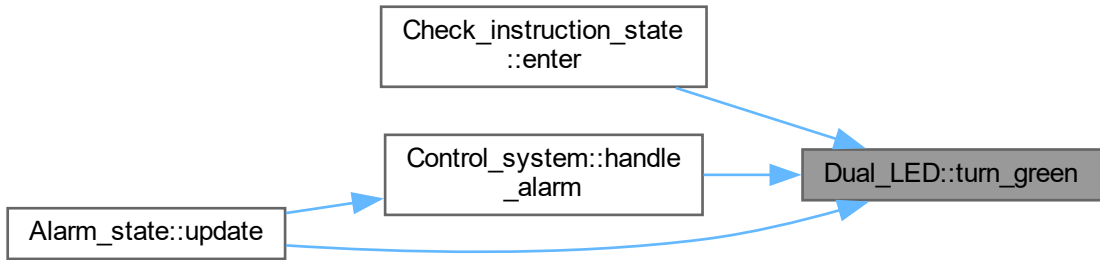 Check_instruction_state
::enter
Control_system::handle
_alarm
Dual_LED::turn_green
Alarm_state::update